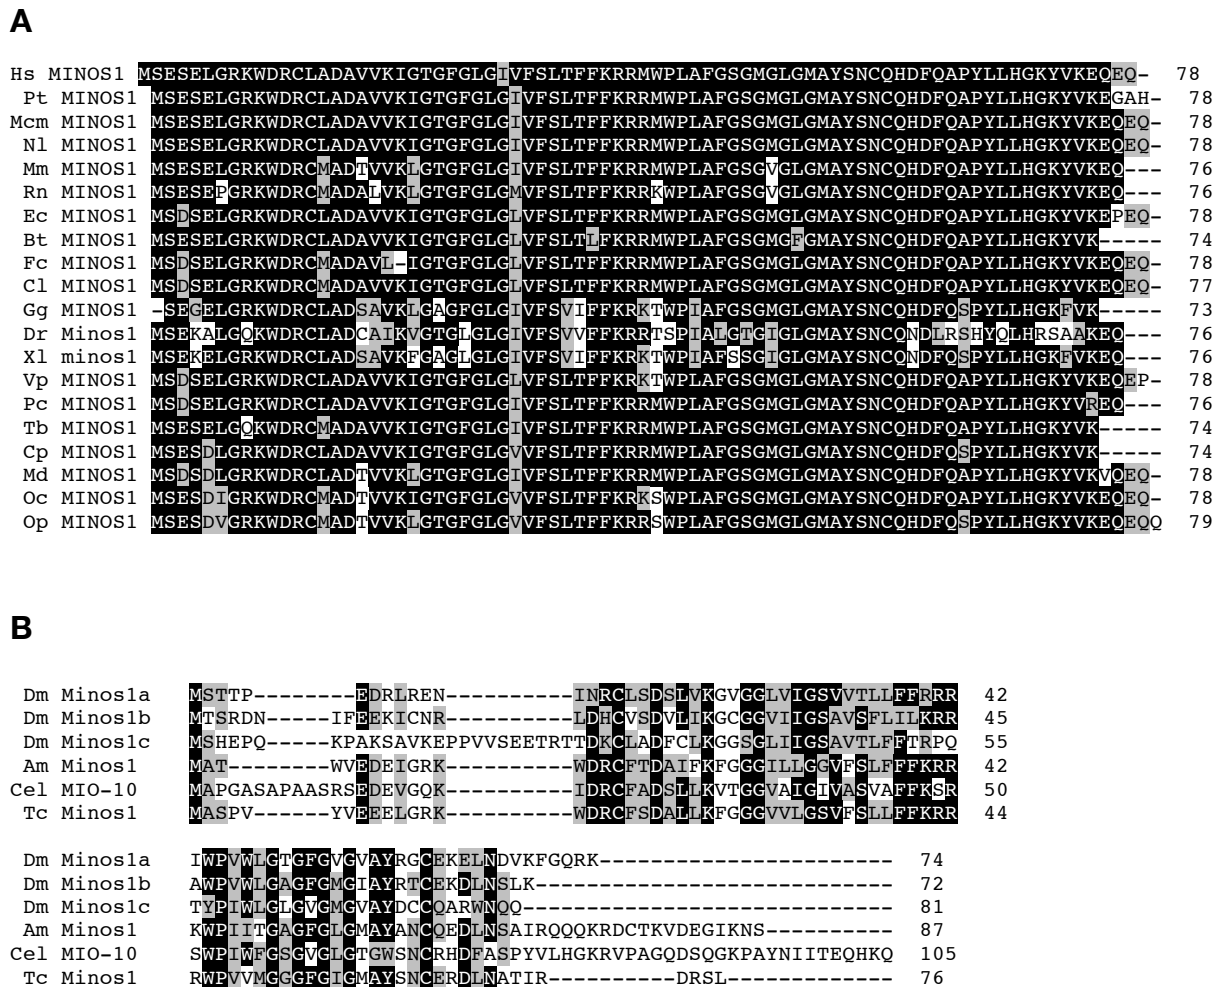 A
Hs MINOS1 MSESELGRKWDRCLADAVVKIGTGFGLGIVFSLTFFKRRMWPLAFGSGMGLGMAYSNCQHDFQAPYLLHGKYVKEQEQ- 78
Pt MINOS1 MSESELGRKWDRCLADAVVKIGTGFGLGIVFSLTFFKRRMWPLAFGSGMGLGMAYSNCQHDFQAPYLLHGKYVKEGAH- 78
Mcm MINOS1 MSESELGRKWDRCLADAVVKIGTGFGLGIVFSLTFFKRRMWPLAFGSGMGLGMAYSNCQHDFQAPYLLHGKYVKEQEQ- 78
Nl MINOS1 MSESELGRKWDRCLADAVVKIGTGFGLGIVFSLTFFKRRMWPLAFGSGMGLGMAYSNCQHDFQAPYLLHGKYVKEQEQ- 78
Mm MINOS1 MSESELGRKWDRCMADTVVKLGTGFGLGIVFSLTFFKRRMWPLAFGSGVGLGMAYSNCQHDFQAPYLLHGKYVKEQ--- 76
Rn MINOS1 MSESEPGRKWDRCMADALVKLGTGFGLGMVFSLTFFKRRKWPLAFGSGVGLGMAYSNCQHDFQAPYLLHGKYVKEQ--- 76
Ec MINOS1 MSDSELGRKWDRCLADAVVKIGTGFGLGLVFSLTFFKRRMWPLAFGSGMGLGMAYSNCQHDFQAPYLLHGKYVKEPEQ- 78
Bt MINOS1 MSESELGRKWDRCLADAVVKIGTGFGLGLVFSLTLFKRRMWPLAFGSGMGFGMAYSNCQHDFQAPYLLHGKYVK----- 74
Fc MINOS1 MSDSELGRKWDRCMADAVL-IGTGFGLGLVFSLTFFKRRMWPLAFGSGMGLGMAYSNCQHDFQAPYLLHGKYVKEQEQ- 78
Cl MINOS1 MSDSELGRKWDRCMADAVVKIGTGFGLGLVFSLTFFKRRMWPLAFGSGMGLGMAYSNCQHDFQAPYLLHGKYVKEQEQ- 77
Gg MINOS1 -SEGELGRKWDRCLADSAVKLGAGFGLGIVFSVIFFKRKTWPIAFGSGMGLGMAYSNCQHDFQSPYLLHGKFVK----- 73
Dr Minos1 MSEKALGQKWDRCLADCAIKVGTGLGLGIVFSVVFFKRRTSPIALGTGIGLGMAYSNCQNDLRSHYQLHRSAAKEQ--- 76
Xl minos1 MSEKELGRKWDRCLADSAVKFGAGLGLGIVFSVIFFKRKTWPIAFSSGIGLGMAYSNCQNDFQSPYLLHGKFVKEQ--- 76
Vp MINOS1 MSDSELGRKWDRCLADAVVKIGTGFGLGLVFSLTFFKRKTWPLAFGSGMGLGMAYSNCQHDFQAPYLLHGKYVKEQEP- 78
Pc MINOS1 MSDSELGRKWDRCLADAVVKIGTGFGLGIVFSLTFFKRRMWPLAFGSGMGLGMAYSNCQHDFQAPYLLHGKYVREQ--- 76
Tb MINOS1 MSESELGQKWDRCMADAVVKIGTGFGLGIVFSLTFFKRRMWPLAFGSGMGLGMAYSNCQHDFQAPYLLHGKYVK----- 74
Cp MINOS1 MSESDLGRKWDRCLADAVVKIGTGFGLGVVFSLTFFKRRMWPLAFGSGMGLGMAYSNCQHDFQSPYLLHGKYVK----- 74
Md MINOS1 MSDSDLGRKWDRCLADTVVKLGTGFGLGIVFSLTFFKRRMWPLAFGSGMGLGMAYSNCQHDFQAPYLLHGKYVKVQEQ- 78
Oc MINOS1 MSESDIGRKWDRCMADTVVKIGTGFGLGVVFSLTFFKRKSWPLAFGSGMGLGMAYSNCQHDFQAPYLLHGKYVKEQEQ- 78
Op MINOS1 MSESDVGRKWDRCMADTVVKLGTGFGLGVVFSLTFFKRRSWPLAFGSGMGLGMAYSNCQHDFQSPYLLHGKYVKEQEQQ 79
B
Dm Minos1a MSTTP--------EDRLREN----------INRCLSDSLVKGVGGLVIGSVVTLLFFRRR 42
Dm Minos1b MTSRDN-----IFEEKICNR----------LDHCVSDVLIKGCGGVIIGSAVSFLILKRR 45
Dm Minos1c MSHEPQ-----KPAKSAVKEPPVVSEETRTTDKCLADFCLKGGSGLIIGSAVTLFFTRPQ 55
Am Minos1 MAT--------WVEDEIGRK----------WDRCFTDAIFKFGGGILLGGVFSLFFFKRR 42
Cel MIO-10 MAPGASAPAASRSEDEVGQK----------IDRCFADSLLKVTGGVAIGIVASVAFFKSR 50
Tc Minos1 MASPV------YVEEELGRK----------WDRCFSDALLKFGGGVVLGSVFSLLFFKRR 44
Dm Minos1a IWPVWLGTGFGVGVAYRGCEKELNDVKFGQRK----------------------- 74
Dm Minos1b AWPVWLGAGFGMGIAYRTCEKDLNSLK---------------------------- 72
Dm Minos1c TYPIWLGLGVGMGVAYDCCQARWNQQ----------------------------- 81
Am Minos1 KWPIITGAGFGLGMAYANCQEDLNSAIRQQQKRDCTKVDEGIKNS---------- 87
Cel MIO-10 SWPIWFGSGVGLGTGWSNCRHDFASPYVLHGKRVPAGQDSQGKPAYNIITEQHKQ 105
Tc Minos1 RWPVVMGGGFGIGMAYSNCERDLNATIR----------DRSL------------- 76